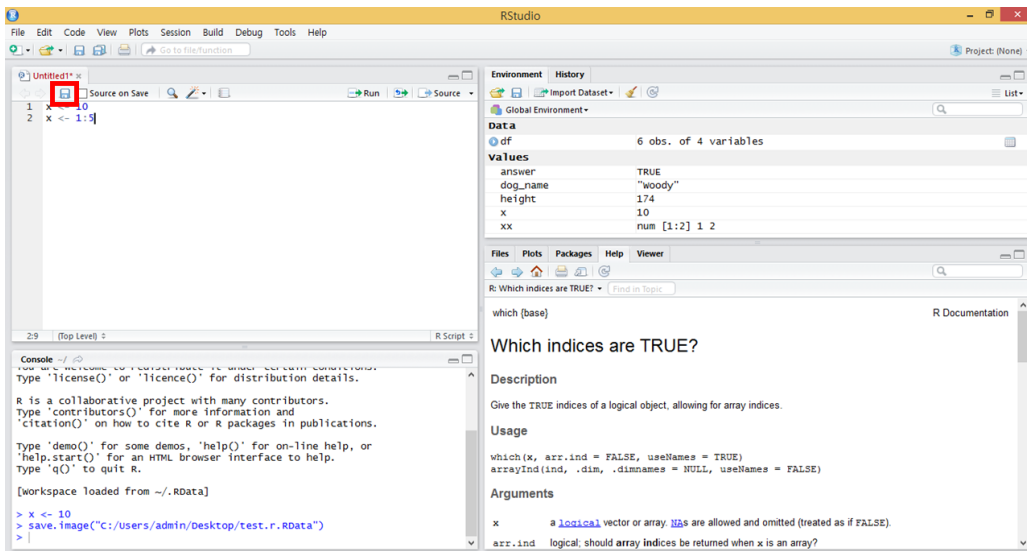 RStudio
File Edit Code View Plots Session Build Debug Tools Help
Go to file/function
Project: (None)
Untitled1*
Source on Save
Run
Source
1 x <- 10
2 x <- 1:5
2:9 (Top Level) R Script
Console ~/
Type 'license()' or 'licence()' for distribution details.
R is a collaborative project with many contributors.
Type 'contributors()' for more information and
'citation()' on how to cite R or R packages in publications.
Type 'demo()' for some demos, 'help()' for on-line help, or
'help.start()' for an HTML browser interface to help.
Type 'q()' to quit R.
[Workspace loaded from ~/.RData]
> x <- 10
> save.image("C:/Users/admin/Desktop/test.r.RData")
>
Environment History
Import Dataset
List
Global Environment
Data
df 6 obs. of 4 variables
Values
answer TRUE
dog_name "Woody"
height 174
x 10
xx num [1:2] 1 2
Files Plots Packages Help Viewer
R: Which indices are TRUE? Find in Topic
which {base} R Documentation
Which indices are TRUE?
Description
Give the TRUE indices of a logical object, allowing for array indices.
Usage
which(x, arr.ind = FALSE, useNames = TRUE)
arrayInd(ind, .dim, .dimnames = NULL, useNames = FALSE)
Arguments
x a logical vector or array. NAs are allowed and omitted (treated as if FALSE).
arr.ind logical; should array indices be returned when x is an array?